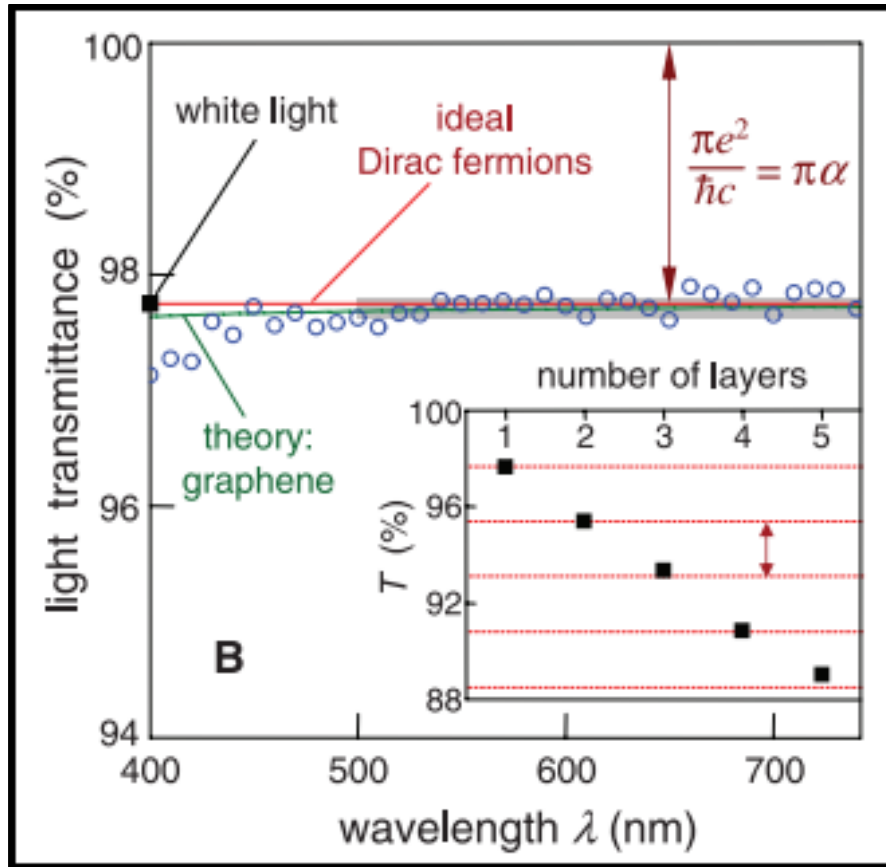 100
white light
ideal
Dirac fermions
πe²/ħc = πα
98
light transmittance (%)
number of layers
100
1 2 3 4 5
theory:
graphene
96
96
T (%)
92
B
88
94
400 500 600 700
wavelength λ (nm)